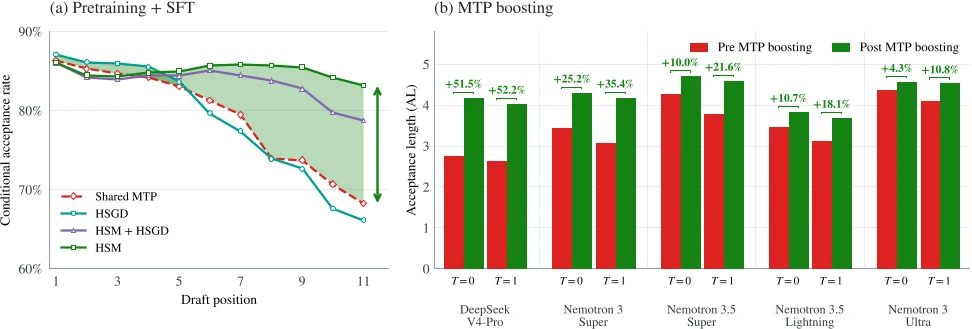 (a) Pretraining + SFT
90%
80%
70%
60%
Conditional acceptance rate
Shared MTP
HSGD
HSM + HSGD
HSM
1
3
5
7
9
11
Draft position
(b) MTP boosting
Pre MTP boosting
Post MTP boosting
5
4
3
2
1
0
Acceptance length (AL)
+51.5%
+52.2%
+25.2%
+35.4%
+10.0%
+21.6%
+10.7%
+18.1%
+4.3%
+10.8%
T = 0
T = 1
T = 0
T = 1
T = 0
T = 1
T = 0
T = 1
T = 0
T = 1
DeepSeek
V4-Pro
Nemotron 3
Super
Nemotron 3.5
Super
Nemotron 3.5
Lightning
Nemotron 3
Ultra